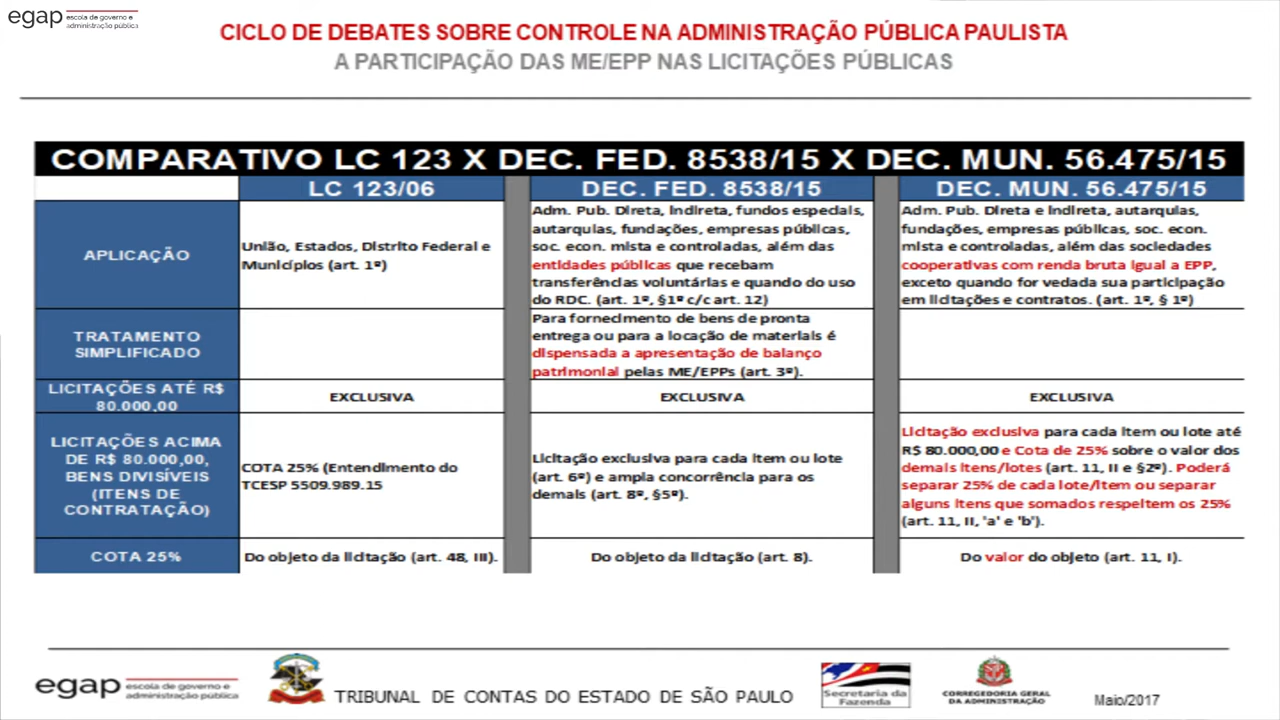 egap escola de governo e
administração pública
CICLO DE DEBATES SOBRE CONTROLE NA ADMINISTRAÇÃO PÚBLICA PAULISTA
A PARTICIPAÇÃO DAS ME/EPP NAS LICITAÇÕES PÚBLICAS
COMPARATIVO LC 123 X DEC. FED. 8538/15 X DEC. MUN. 56.475/15
LC 123/06
DEC. FED. 8538/15
DEC. MUN. 56.475/15
APLICAÇÃO
União, Estados, Distrito Federal e
Municípios (art. 1º)
Adm. Pub. Direta, indireta, fundos especiais,
autarquias, fundações, empresas públicas,
soc. econ. mista e controladas, além das
entidades públicas que recebam
transferências voluntárias e quando do uso
do RDC. (art. 1º, §1º c/c art. 12)
Adm. Pub. Direta e indireta, autarquias,
fundações, empresas públicas, soc. econ.
mista e controladas, além das sociedades
cooperativas com renda bruta igual a EPP,
exceto quando for vedada sua participação
em licitações e contratos. (art. 1º, § 1º)
TRATAMENTO
SIMPLIFICADO
Para fornecimento de bens de pronta
entrega ou para a locação de materiais é
dispensada a apresentação de balanço
patrimonial pelas ME/EPPs (art. 3º).
LICITAÇÕES ATÉ R$
80.000,00
EXCLUSIVA
EXCLUSIVA
EXCLUSIVA
LICITAÇÕES ACIMA
DE R$ 80.000,00,
BENS DIVISÍVEIS
(ITENS DE
CONTRATAÇÃO)
COTA 25% (Entendimento do
TCESP 5509.989.15
Licitação exclusiva para cada item ou lote
(art. 6º) e ampla concorrência para os
demais (art. 8º, §5º).
Licitação exclusiva para cada item ou lote até
R$ 80.000,00 e Cota de 25% sobre o valor dos
demais itens/lotes (art. 11, II e §2º). Poderá
separar 25% de cada lote/item ou separar
alguns itens que somados respeitem os 25%
(art. 11, II, 'a' e 'b').
COTA 25%
Do objeto da licitação (art. 48, III).
Do objeto da licitação (art. 8).
Do valor do objeto (art. 11, I).
egap escola de governo e
administração pública
TRIBUNAL DE CONTAS DO ESTADO DE SÃO PAULO
Secretaria da
Fazenda
CORREGEDORIA GERAL
DA ADMINISTRAÇÃO
Maio/2017